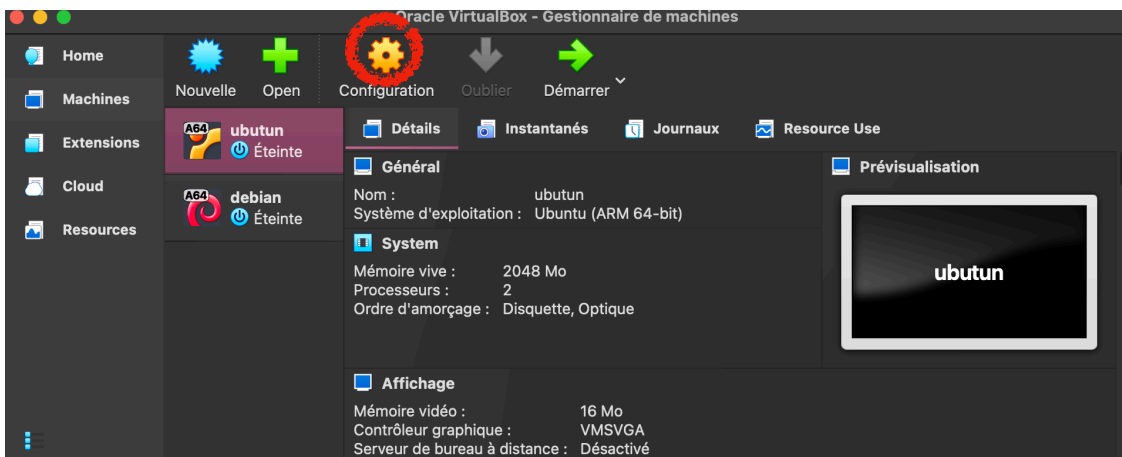 Oracle VirtualBox - Gestionnaire de machines
Home
Machines
Extensions
Cloud
Resources
Nouvelle
Open
Configuration
Oublier
Démarrer
A64
ubutun
Éteinte
A64
debian
Éteinte
Détails
Instantanés
Journaux
Resource Use
Général
Nom : ubutun
Système d'exploitation : Ubuntu (ARM 64-bit)
System
Mémoire vive : 2048 Mo
Processeurs : 2
Ordre d'amorçage : Disquette, Optique
Prévisualisation
ubutun
Affichage
Mémoire vidéo : 16 Mo
Contrôleur graphique : VMSVGA
Serveur de bureau à distance : Désactivé